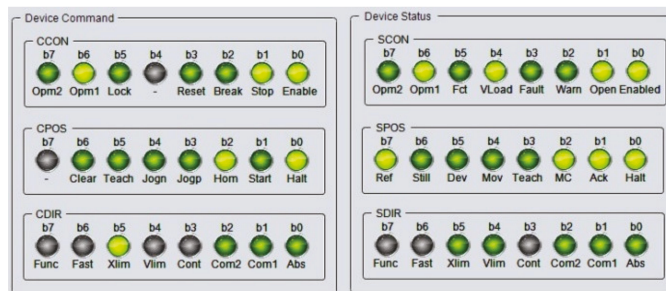 Device Command
CCON
b7 b6 b5 b4 b3 b2 b1 b0
Opm2 Opm1 Lock - Reset Break Stop Enable
CPOS
b7 b6 b5 b4 b3 b2 b1 b0
- Clear Teach Jogn Jogp Hom Start Halt
CDIR
b7 b6 b5 b4 b3 b2 b1 b0
Func Fast Xlim Vlim Cont Com2 Com1 Abs
Device Status
SCON
b7 b6 b5 b4 b3 b2 b1 b0
Opm2 Opm1 Fct VLoad Fault Warn Open Enabled
SPOS
b7 b6 b5 b4 b3 b2 b1 b0
Ref Still Dev Mov Teach MC Ack Halt
SDIR
b7 b6 b5 b4 b3 b2 b1 b0
Func Fast Xlim Vlim Cont Com2 Com1 Abs